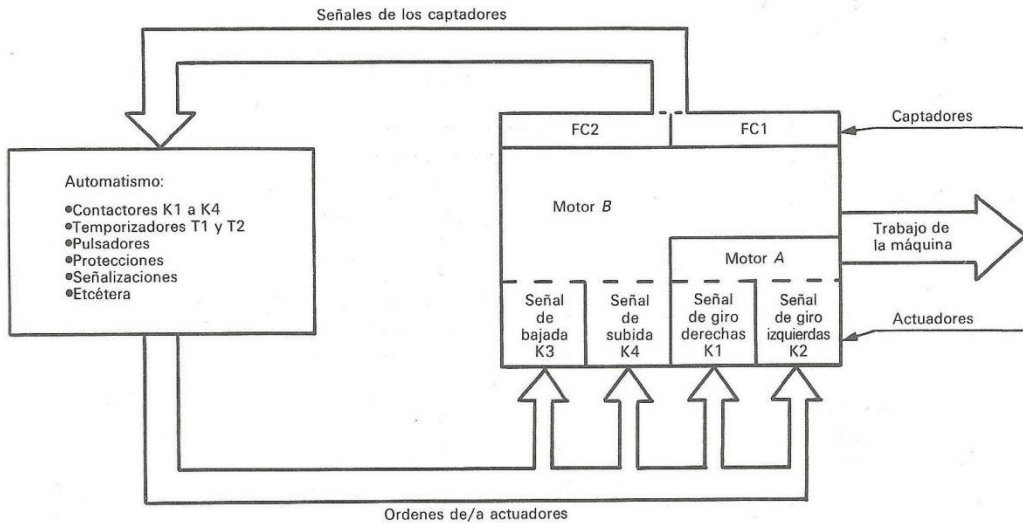 Señales de los captadores
FC2
FC1
Captadores
Automatismo:
●Contactores K1 a K4
●Temporizadores T1 y T2
●Pulsadores
●Protecciones
●Señalizaciones
●Etcétera
Motor B
Trabajo de
la máquina
Motor A
Señal
de
bajada
K3
Señal
de
subida
K4
Señal
de giro
derechas
K1
Señal
de giro
izquierdas
K2
Actuadores
Ordenes de/a actuadores